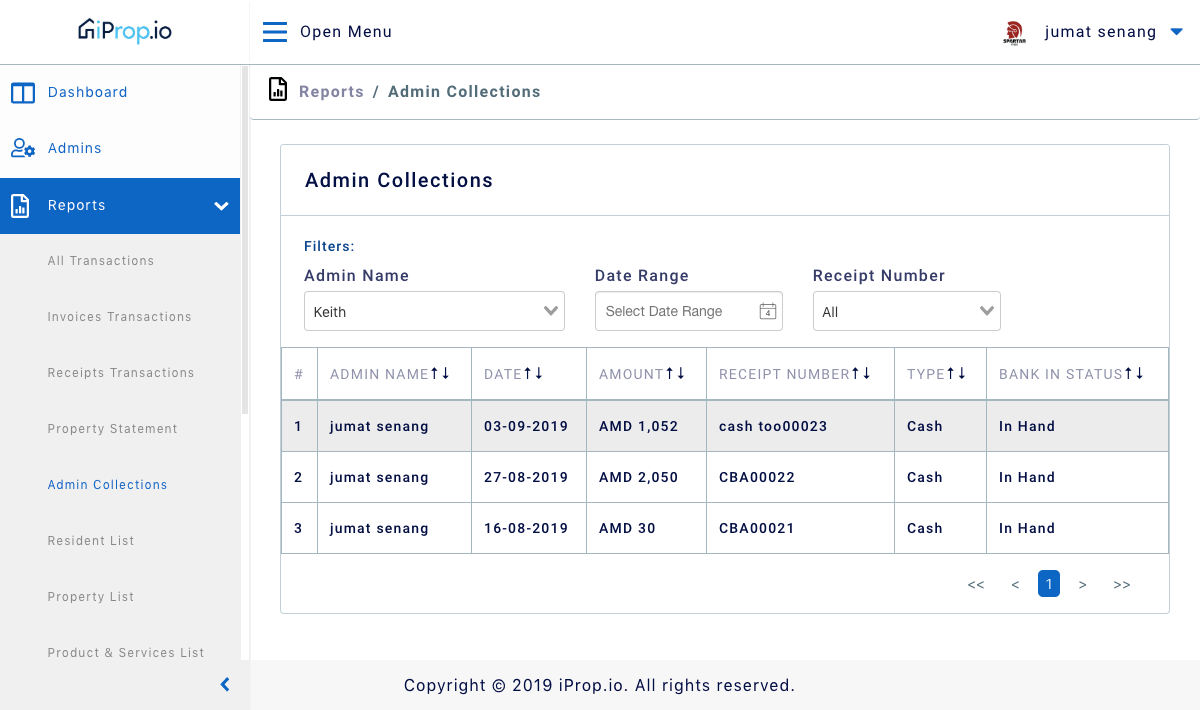 iProp.io
Open Menu
jumat senang
Dashboard
Admins
Reports
All Transactions
Invoices Transactions
Receipts Transactions
Property Statement
Admin Collections
Resident List
Property List
Product & Services List
Reports / Admin Collections
Admin Collections
Filters:
Admin Name Date Range Receipt Number
Keith Select Date Range 4 All
# ADMIN NAME DATE AMOUNT RECEIPT NUMBER TYPE BANK IN STATUS
1 jumat senang 03-09-2019 AMD 1,052 cash too00023 Cash In Hand
2 jumat senang 27-08-2019 AMD 2,050 CBA00022 Cash In Hand
3 jumat senang 16-08-2019 AMD 30 CBA00021 Cash In Hand
<< < 1 > >>
Copyright © 2019 iProp.io. All rights reserved.